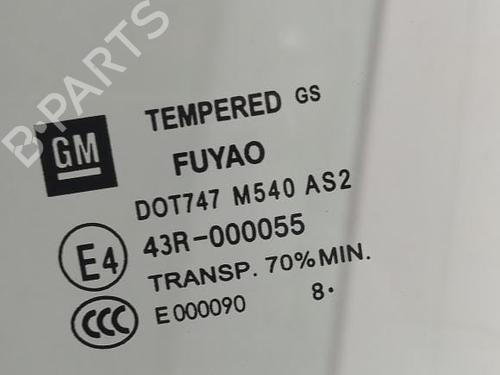 B-PARTS
GM
TEMPERED GS
FUYAO
DOT747 M540 AS2
E4 43R-000055
TRANSP. 70% MIN.
CCC E000090 8.